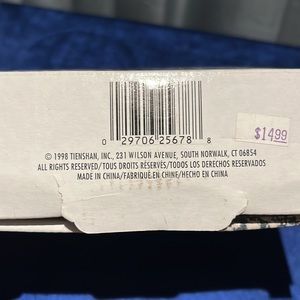 $1499
0 29706 25678 8
© 1998 TIENSHAN, INC., 231 WILSON AVENUE, SOUTH NORWALK, CT 06854
ALL RIGHTS RESERVED/TOUS DROITS RESERVÉS/TODOS LOS DERECHOS RESERVADOS
MADE IN CHINA/FABRIQUÉ EN CHINE/HECHO EN CHINA